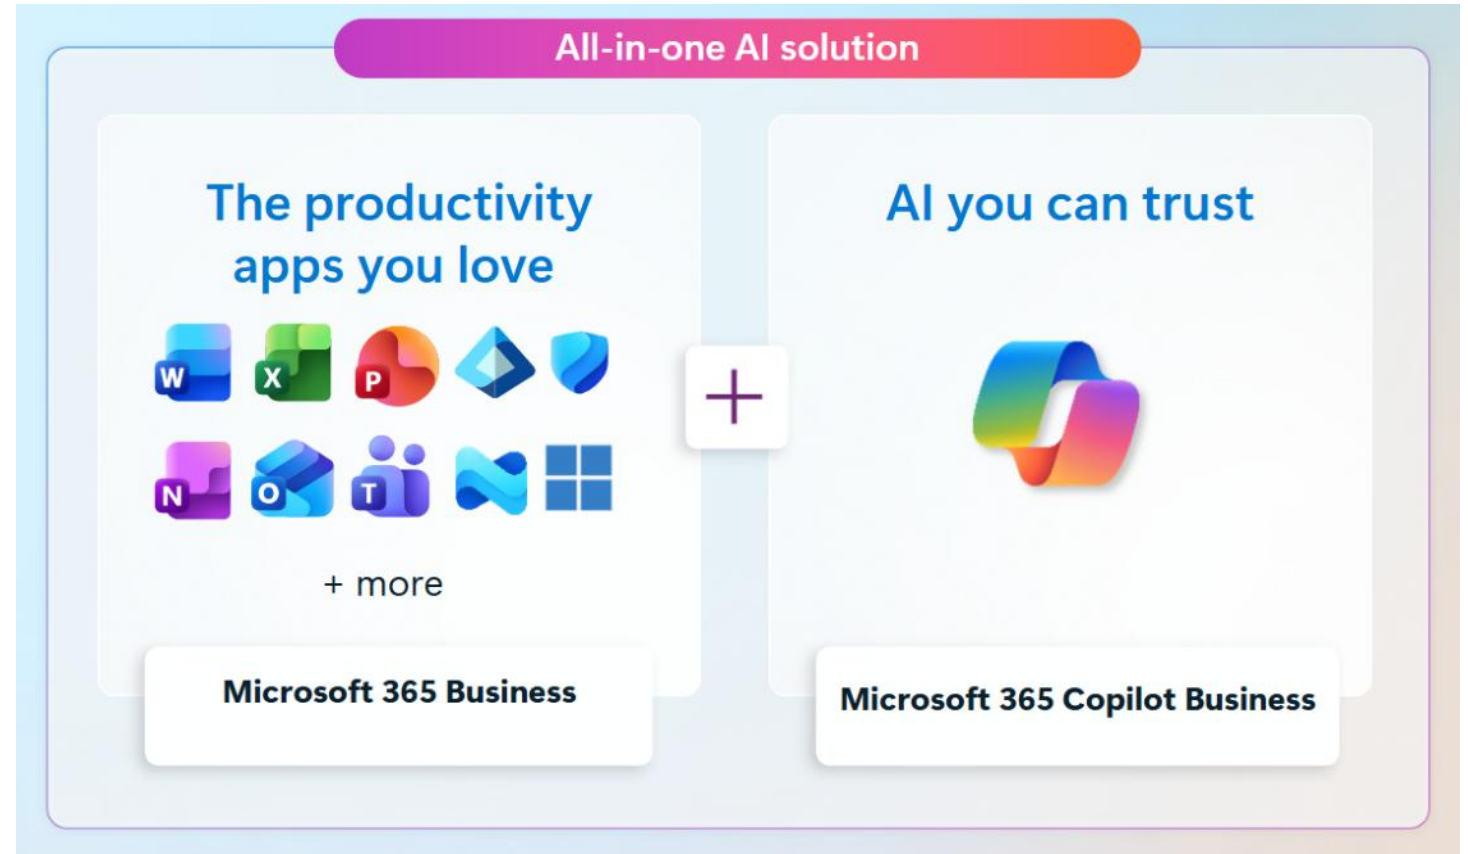 All-in-one AI solution
The productivity
apps you love
W X P
N O T
+ more
Microsoft 365 Business
AI you can trust
Microsoft 365 Copilot Business